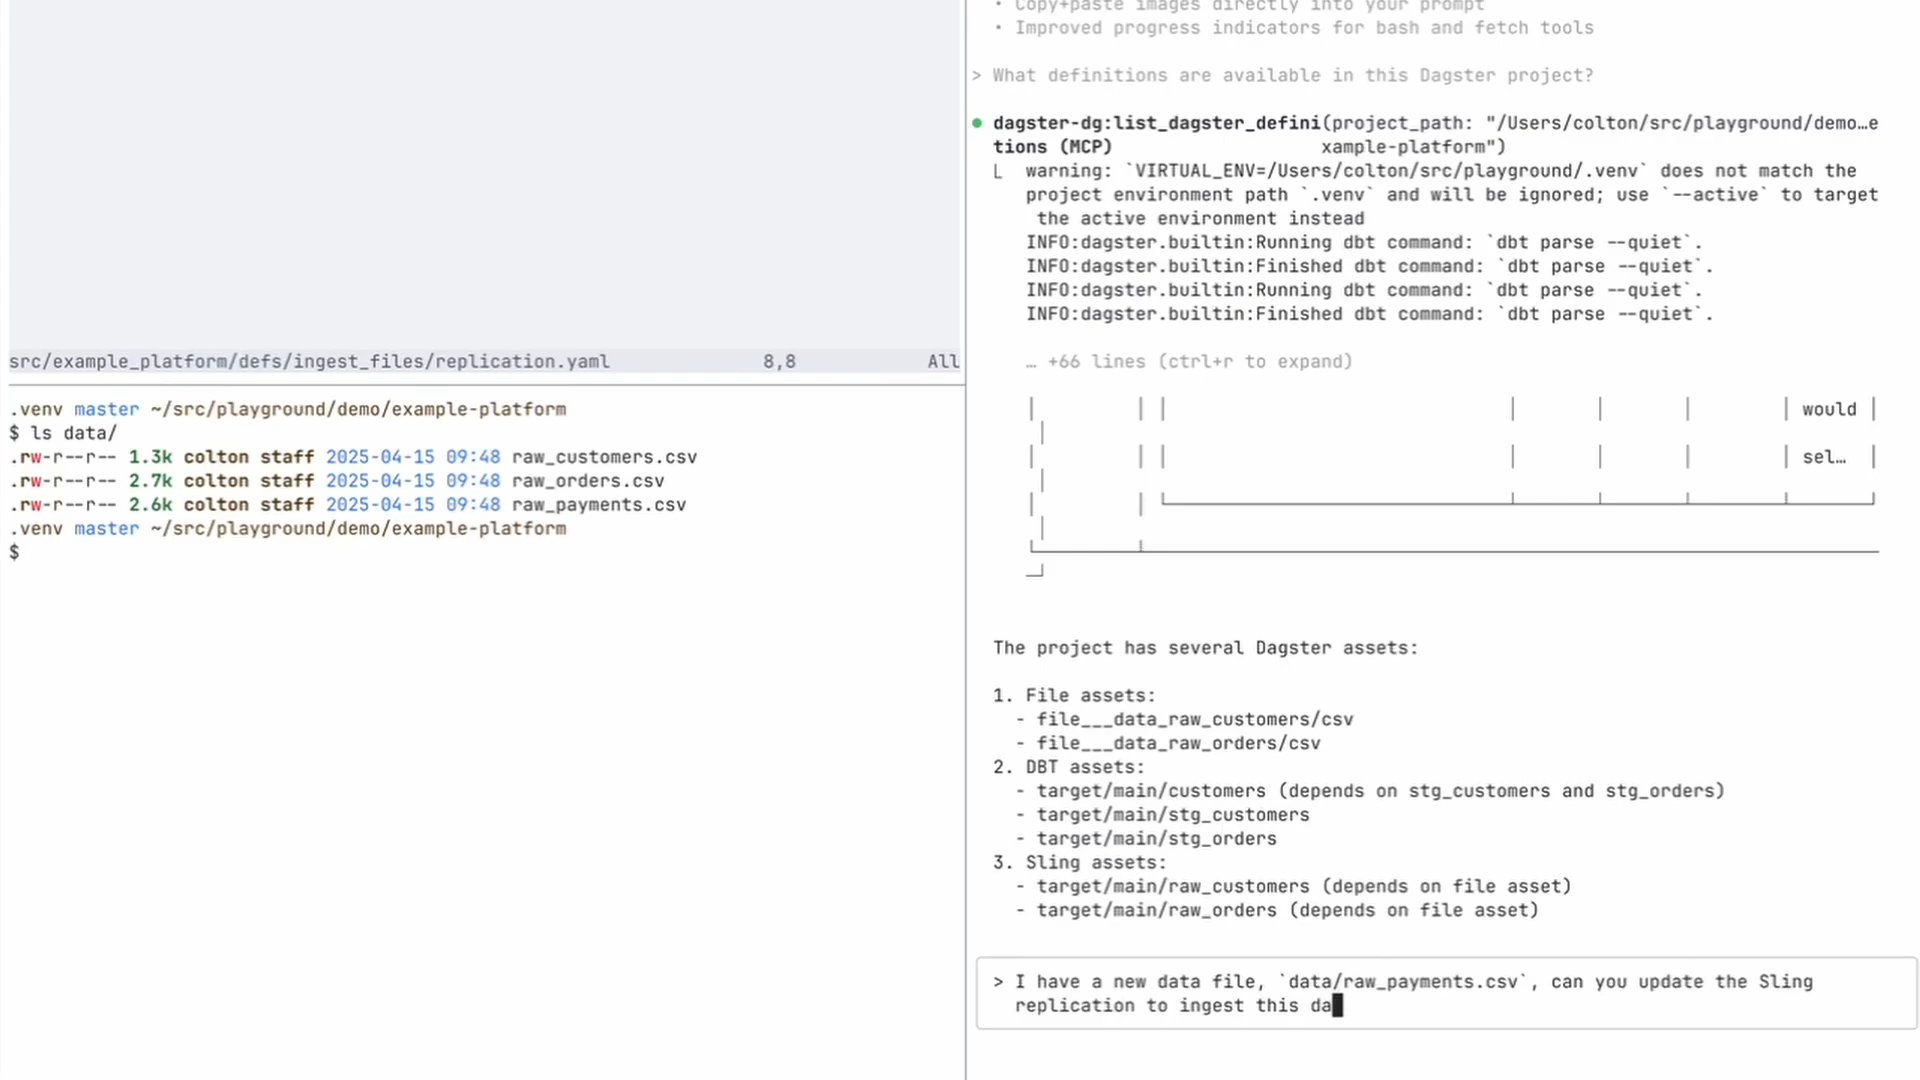 src/example_platform/defs/ingest_files/replication.yaml 8,8 All
.venv master ~/src/playground/demo/example-platform
$ ls data/
.rw-r--r-- 1.3k colton staff 2025-04-15 09:48 raw_customers.csv
.rw-r--r-- 2.7k colton staff 2025-04-15 09:48 raw_orders.csv
.rw-r--r-- 2.6k colton staff 2025-04-15 09:48 raw_payments.csv
.venv master ~/src/playground/demo/example-platform
$
• Copy+paste images directly into your prompt
• Improved progress indicators for bash and fetch tools
> What definitions are available in this Dagster project?
dagster-dg:list_dagster_defini(project_path: "/Users/colton/src/playground/demo…e
tions (MCP) xample-platform")
warning: `VIRTUAL_ENV=/Users/colton/src/playground/.venv` does not match the
project environment path `.venv` and will be ignored; use `--active` to target
the active environment instead
INFO:dagster.builtin:Running dbt command: `dbt parse --quiet`.
INFO:dagster.builtin:Finished dbt command: `dbt parse --quiet`.
INFO:dagster.builtin:Running dbt command: `dbt parse --quiet`.
INFO:dagster.builtin:Finished dbt command: `dbt parse --quiet`.
… +66 lines (ctrl+r to expand)
would
sel…
The project has several Dagster assets:
1. File assets:
- file___data_raw_customers/csv
- file___data_raw_orders/csv
2. DBT assets:
- target/main/customers (depends on stg_customers and stg_orders)
- target/main/stg_customers
- target/main/stg_orders
3. Sling assets:
- target/main/raw_customers (depends on file asset)
- target/main/raw_orders (depends on file asset)
> I have a new data file, `data/raw_payments.csv`, can you update the Sling
replication to ingest this da